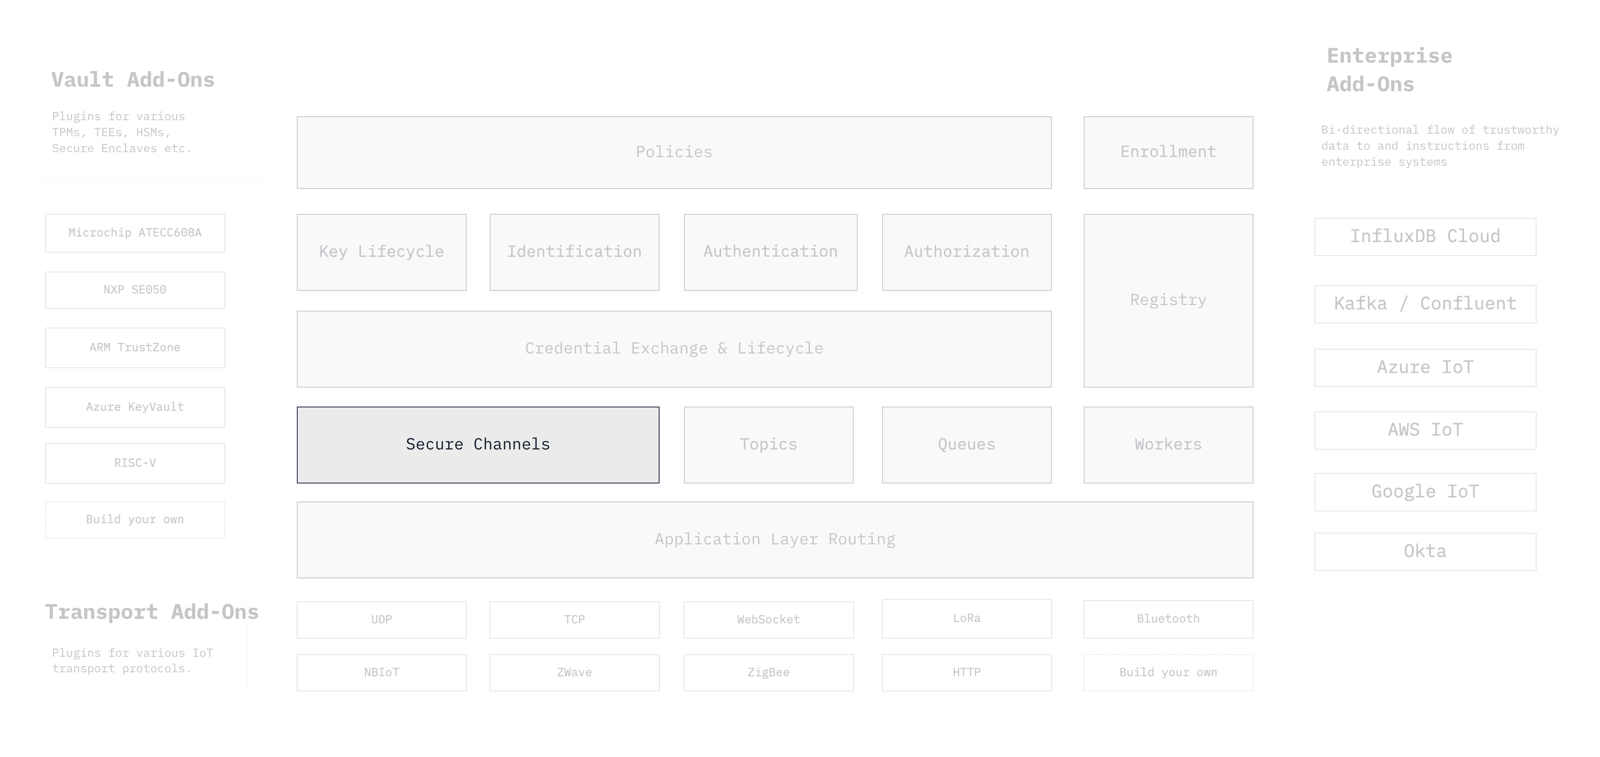 Vault Add-Ons
Plugins for various
TPMs, TEEs, HSMs,
Secure Enclaves etc.
Microchip ATECC608A
NXP SE050
ARM TrustZone
Azure KeyVault
RISC-V
Build your own
Policies
Enrollment
Key Lifecycle
Identification
Authentication
Authorization
Registry
Credential Exchange & Lifecycle
Secure Channels
Topics
Queues
Workers
Application Layer Routing
Transport Add-Ons
Plugins for various IoT
transport protocols.
UDP
TCP
WebSocket
LoRa
Bluetooth
NBIoT
ZWave
ZigBee
HTTP
Build your own
Enterprise
Add-Ons
Bi-directional flow of trustworthy
data to and instructions from
enterprise systems
InfluxDB Cloud
Kafka / Confluent
Azure IoT
AWS IoT
Google IoT
Okta